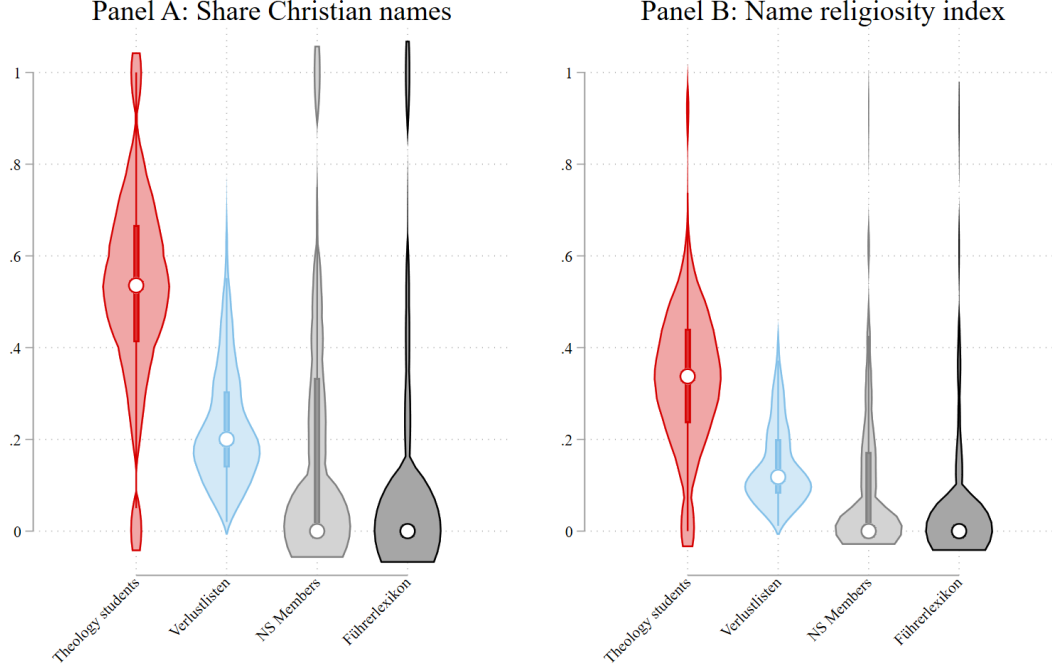 Panel A: Share Christian names
1
.8
.6
.4
.2
0
Theology students
Verlustlisten
NS Members
Führerlexikon
Panel B: Name religiosity index
1
.8
.6
.4
.2
0
Theology students
Verlustlisten
NS Members
Führerlexikon